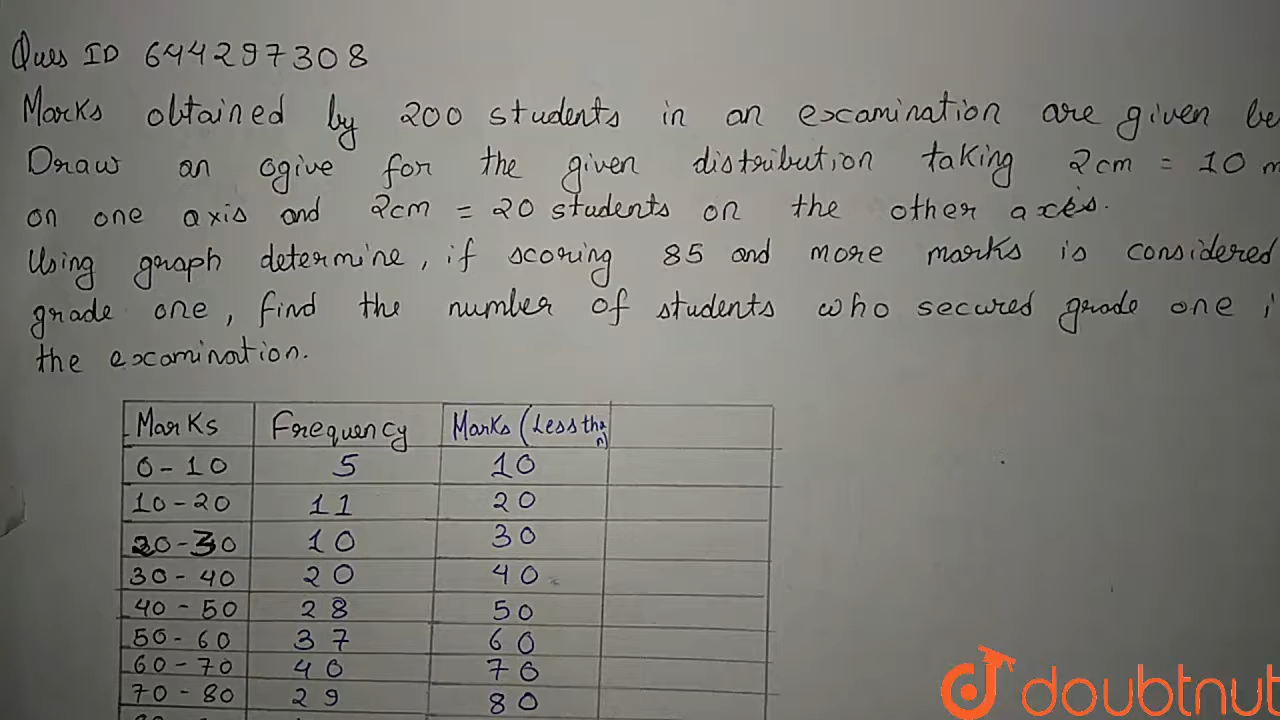 Ques ID 644297308
Marks obtained by 200 students in an examination are given be
Draw an ogive for the given distribution taking 2cm = 10 m
on one axis and 2cm = 20 students on the other axis.
Using graph determine, if scoring 85 and more marks is considered
grade one, find the number of students who secured grade one i
the examination.
Marks Frequency Marks (Less than)
0-10 5 10
10-20 11 20
20-30 10 30
30-40 20 40
40-50 28 50
50-60 37 60
60-70 40 70
70-80 29 80
doubtnut